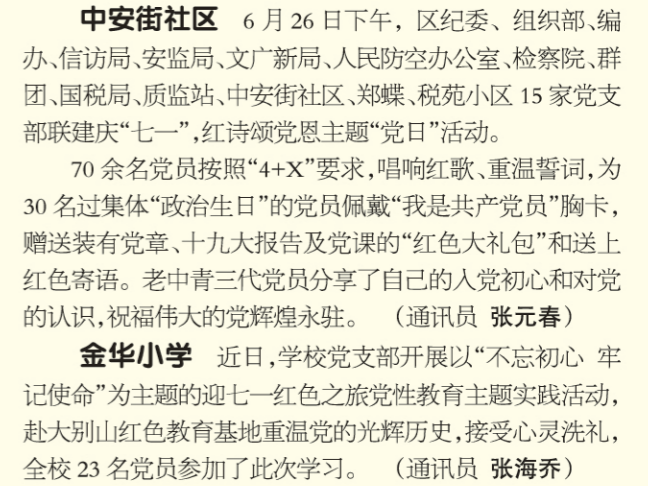 中安街社区 6月26日下午，区纪委、组织部、编
办、信访局、安监局、文广新局、人民防空办公室、检察院、群
团、国税局、质监站、中安街社区、郑蝶、税苑小区15家党支
部联建庆“七一”，红诗颂党恩主题“党日”活动。
70余名党员按照“4+X”要求，唱响红歌、重温誓词，为
30名过集体“政治生日”的党员佩戴“我是共产党员”胸卡，
赠送装有党章、十九大报告及党课的“红色大礼包”和送上
红色寄语。老中青三代党员分享了自己的入党初心和对党
的认识，祝福伟大的党辉煌永驻。 （通讯员 张元春）
金华小学 近日，学校党支部开展以“不忘初心 牢
记使命”为主题的迎七一红色之旅党性教育主题实践活动，
赴大别山红色教育基地重温党的光辉历史，接受心灵洗礼，
全校23名党员参加了此次学习。 （通讯员 张海乔）